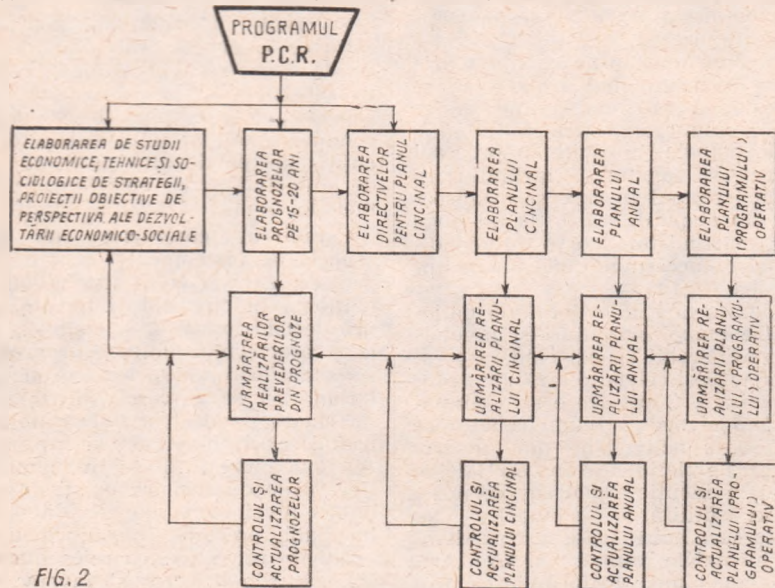 PROGRAMUL
P.C.R.
ELABORAREA DE STUDII
ECONOMICE, TEHNICE ȘI SO-
CIOLOGICE DE STRATEGII,
PROIECȚII OBIECTIVE DE
PERSPECTIVĂ ALE DEZVOL-
TĂRII ECONOMICO-SOCIALE
ELABORAREA
PROGNOZELOR
PE 15-20 ANI
ELABORAREA
DIRECTIVELOR
PENTRU PLANUL
CINCINAL
ELABORAREA
PLANULUI
CINCINAL
ELABORAREA
PLANULUI
ANUAL
ELABORAREA
PLANULUI
(PROGRAMULUI)
OPERATIV
URMĂRIREA
REALIZĂRILOR
PREVEDERILOR
DIN PROGNOZE
URMĂRIREA RE-
ALIZĂRII PLANU-
LUI CINCINAL
URMĂRIREA RE-
ALIZĂRII PLANU-
LUI ANUAL
URMĂRIREA RE-
ALIZĂRII PLANU-
LUI (PROGRAMU-
LUI) OPERATIV
CONTROLUL ȘI
ACTUALIZAREA
PROGNOZELOR
CONTROLUL ȘI
ACTUALIZAREA
PLANULUI CINCINAL
CONTROLUL ȘI
ACTUALIZAREA
PLANULUI ANUAL
CONTROLUL ȘI
ACTUALIZAREA
PLANULUI (PRO-
GRAMULUI)
OPERATIV
FIG. 2